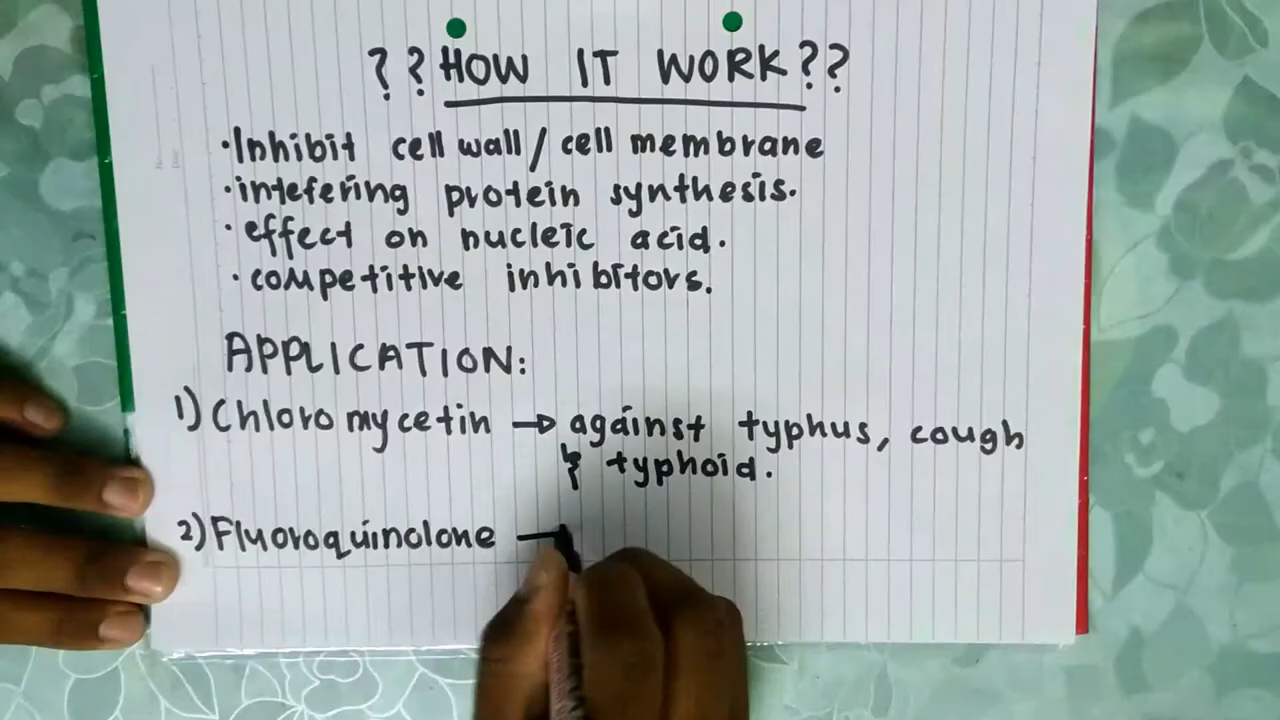 ??HOW IT WORK??
·Inhibit cell wall/cell membrane
·intefering protein synthesis.
·effect on nucleic acid.
·competitive inhibitors.
APPLICATION:
1) Chloromycetin → against typhus, cough
& typhoid.
2) Fluoroquinolone —